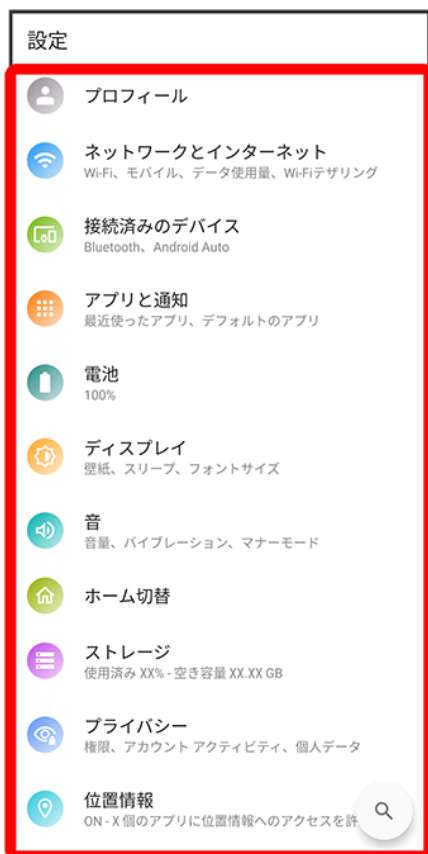 設定
プロフィール
ネットワークとインターネット
Wi-Fi、モバイル、データ使用量、Wi-Fiテザリング
接続済みのデバイス
Bluetooth、Android Auto
アプリと通知
最近使ったアプリ、デフォルトのアプリ
電池
100%
ディスプレイ
壁紙、スリープ、フォントサイズ
音
音量、バイブレーション、マナーモード
ホーム切替
ストレージ
使用済み XX% - 空き容量 XX.XX GB
プライバシー
権限、アカウント アクティビティ、個人データ
位置情報
ON - X 個のアプリに位置情報へのアクセスを許